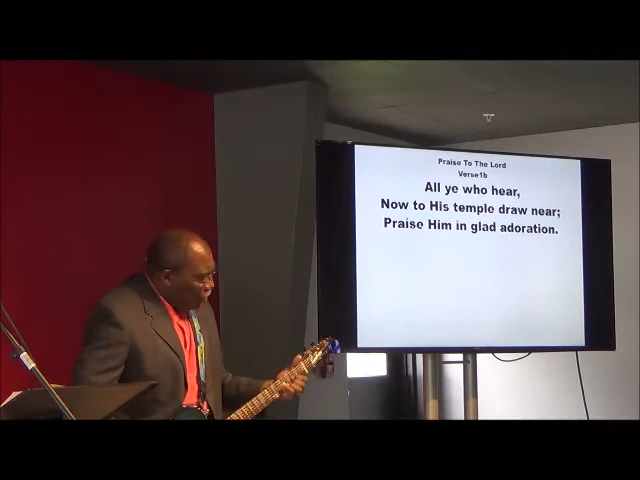 Praise To The Lord
Verse1b
All ye who hear,
Now to His temple draw near;
Praise Him in glad adoration.